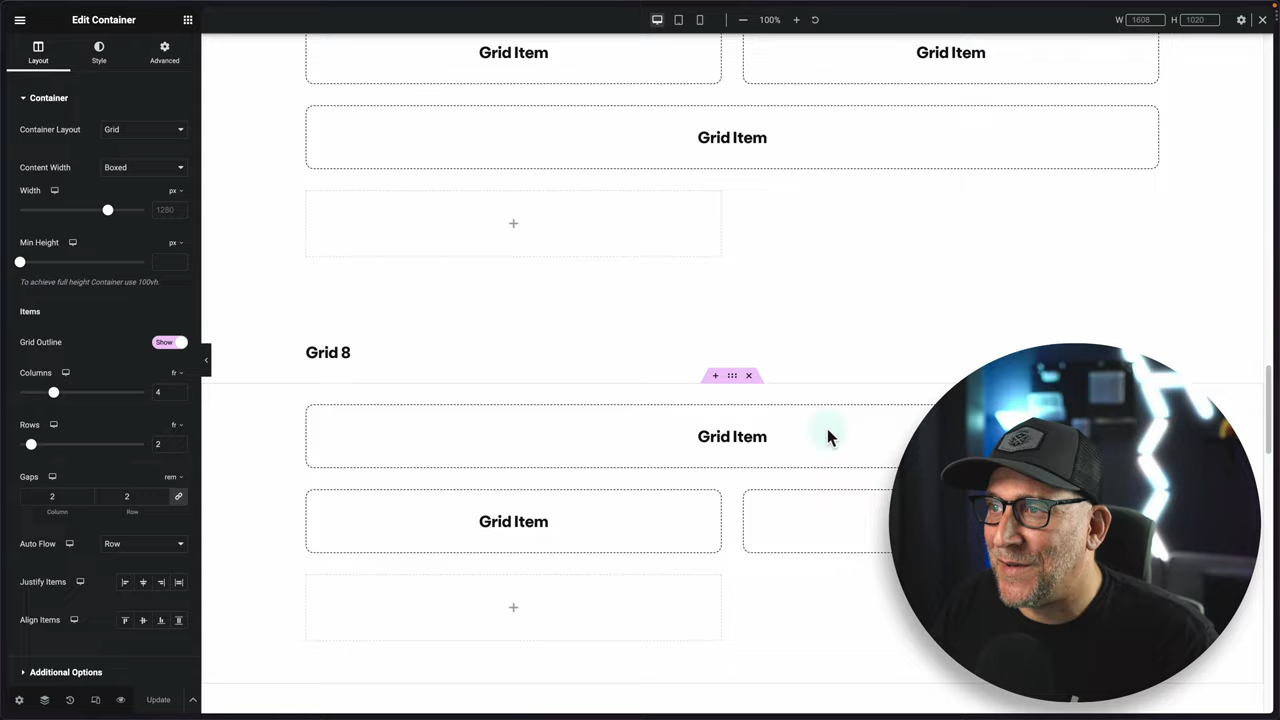 Edit Container
100%
W 1608 H 1020
Layout Style Advanced
Container
Container Layout Grid
Content Width Boxed
Width px
1280
Min Height px
To achieve full height Container use 100vh.
Items
Grid Outline Show
Columns fr
4
Rows fr
2
Gaps rem
2 2
Column Row
Auto Flow Row
Justify Items
Align Items
Additional Options
Update
Grid Item Grid Item
Grid Item
+
Grid 8
+
Grid Item
Grid Item
+